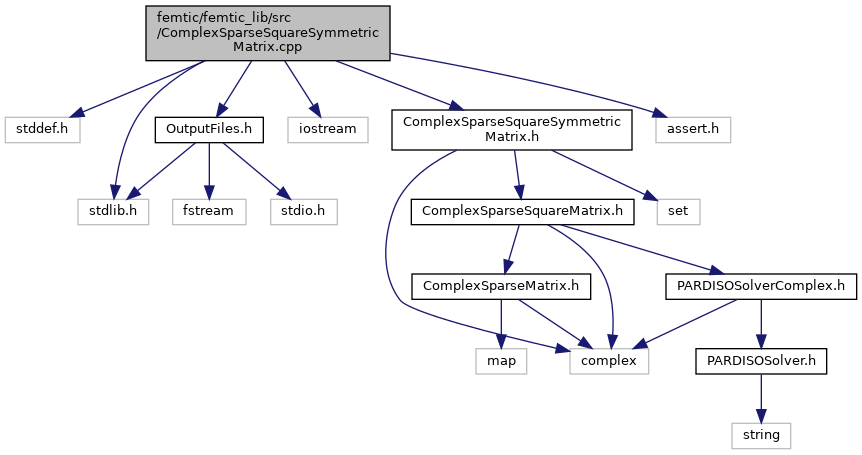 femtic/femtic_lib/src
/ComplexSparseSquareSymmetric
Matrix.cpp
stddef.h
OutputFiles.h
iostream
ComplexSparseSquareSymmetric
Matrix.h
assert.h
stdlib.h
fstream
stdio.h
ComplexSparseSquareMatrix.h
set
ComplexSparseMatrix.h
PARDISOSolverComplex.h
map
complex
PARDISOSolver.h
string